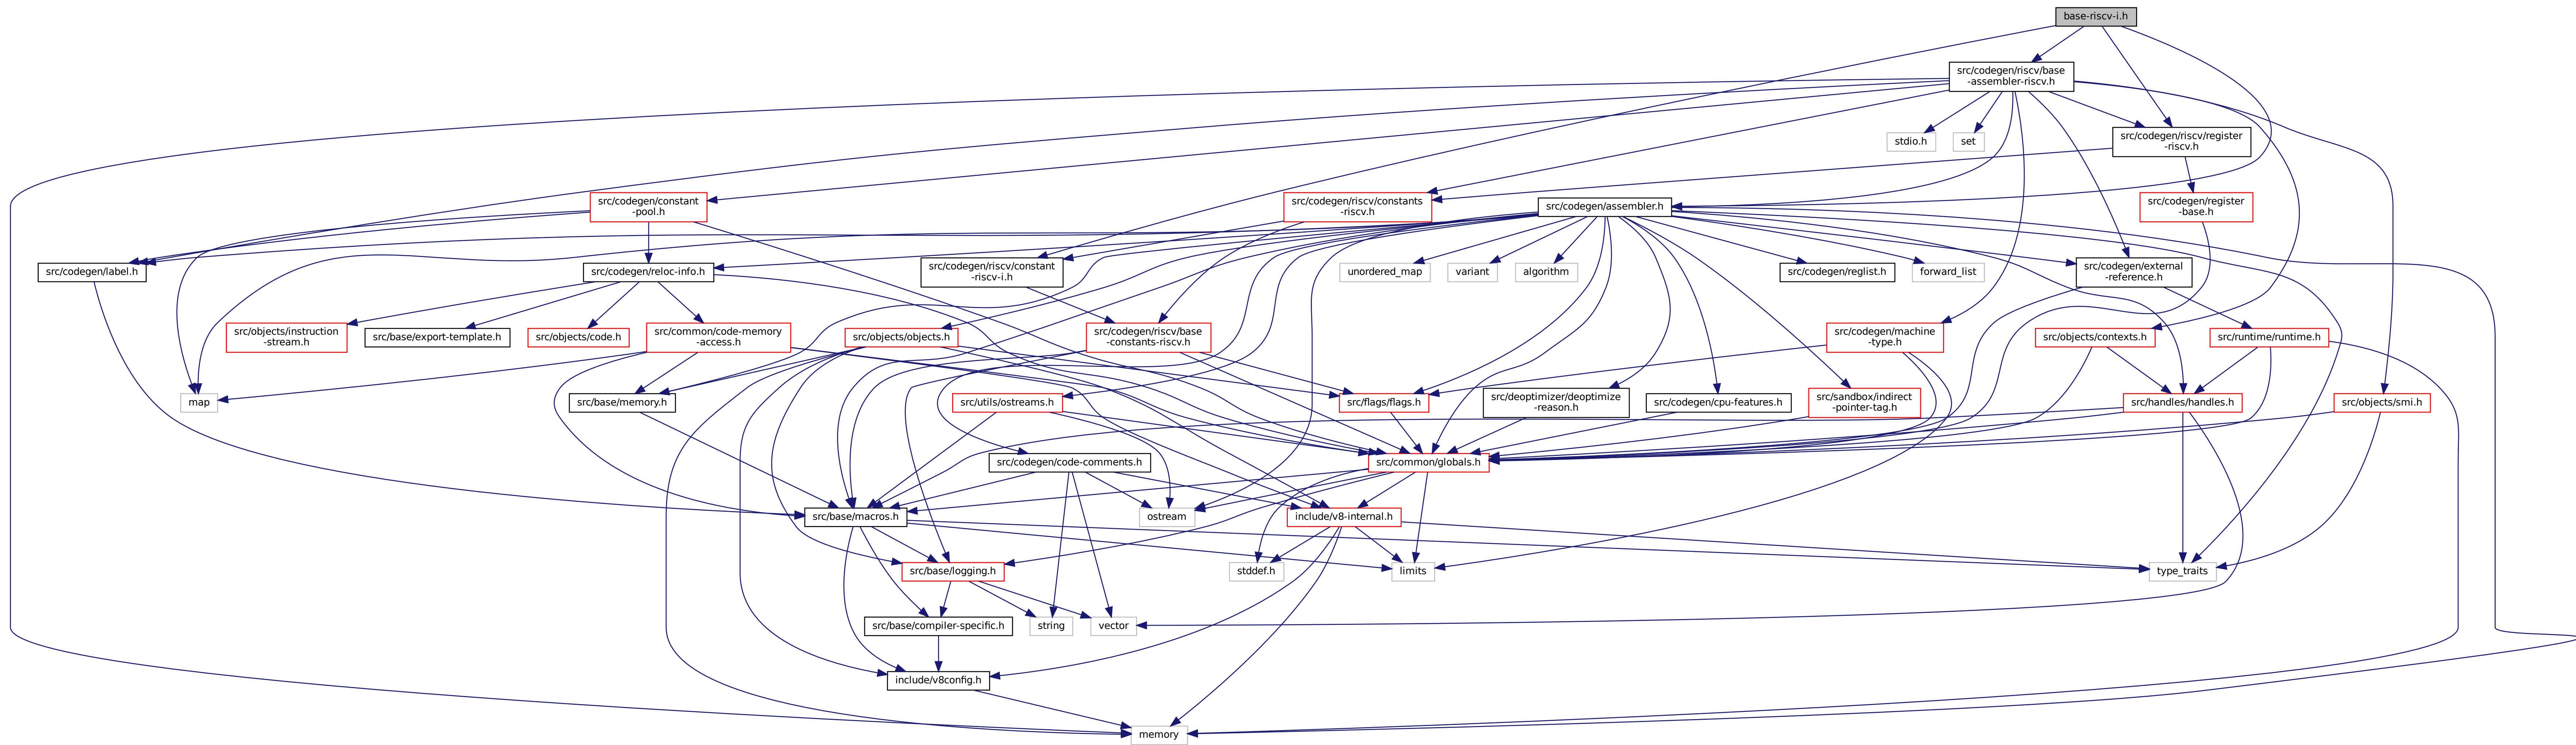 base-riscv-i.h
src/codegen/riscv/base
-assembler-riscv.h
stdio.h
set
src/codegen/riscv/register
-riscv.h
src/codegen/constant
-pool.h
src/codegen/riscv/constants
-riscv.h
src/codegen/assembler.h
src/codegen/register
-base.h
src/codegen/label.h
src/codegen/reloc-info.h
src/codegen/riscv/constant
-riscv-i.h
unordered_map
variant
algorithm
src/codegen/reglist.h
forward_list
src/codegen/external
-reference.h
src/objects/instruction
-stream.h
src/base/export-template.h
src/objects/code.h
src/common/code-memory
-access.h
src/objects/objects.h
src/codegen/riscv/base
-constants-riscv.h
src/codegen/machine
-type.h
src/objects/contexts.h
src/runtime/runtime.h
map
src/base/memory.h
src/utils/ostreams.h
src/flags/flags.h
src/deoptimizer/deoptimize
-reason.h
src/codegen/cpu-features.h
src/sandbox/indirect
-pointer-tag.h
src/handles/handles.h
src/objects/smi.h
src/codegen/code-comments.h
src/common/globals.h
src/base/macros.h
ostream
include/v8-internal.h
src/base/logging.h
stddef.h
limits
type_traits
src/base/compiler-specific.h
string
vector
include/v8config.h
memory